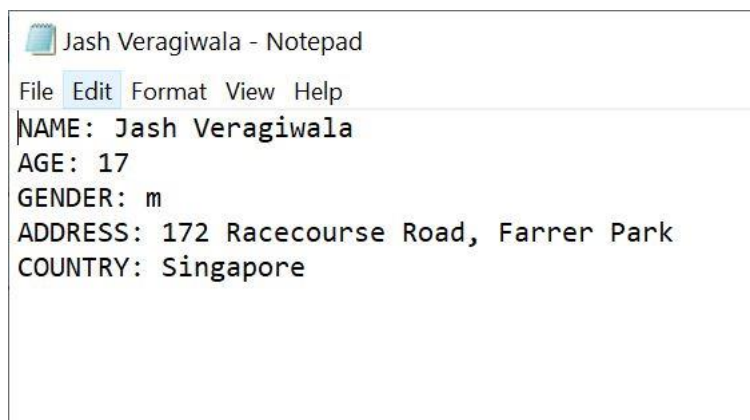 Jash Veragiwala - Notepad
File Edit Format View Help
NAME: Jash Veragiwala
AGE: 17
GENDER: m
ADDRESS: 172 Racecourse Road, Farrer Park
COUNTRY: Singapore